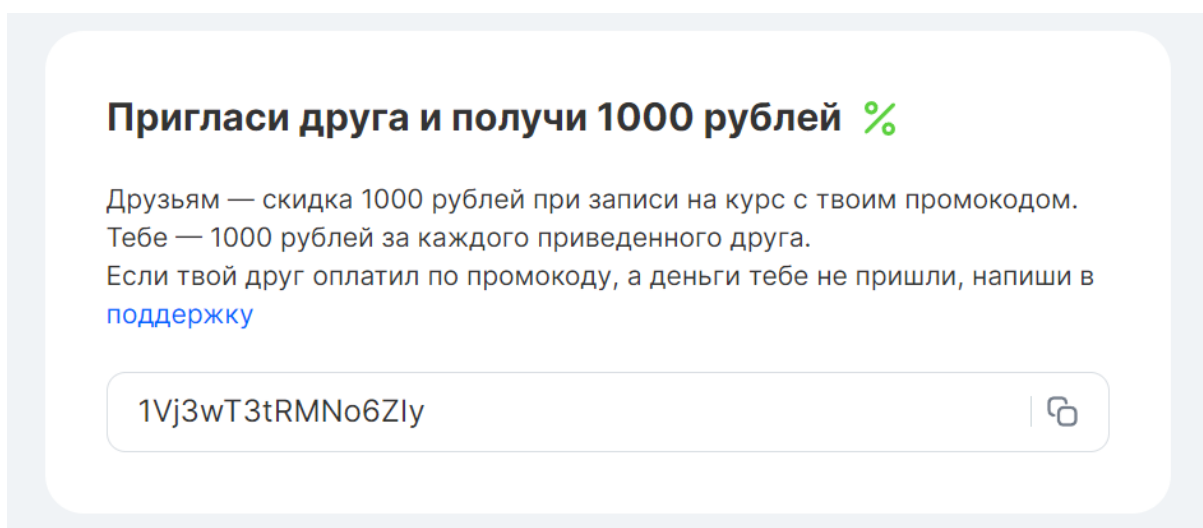 Пригласи друга и получи 1000 рублей
Друзьям — скидка 1000 рублей при записи на курс с твоим промокодом.
Тебе — 1000 рублей за каждого приведенного друга.
Если твой друг оплатил по промокоду, а деньги тебе не пришли, напиши в
поддержку
1Vj3wT3tRMNo6ZIy